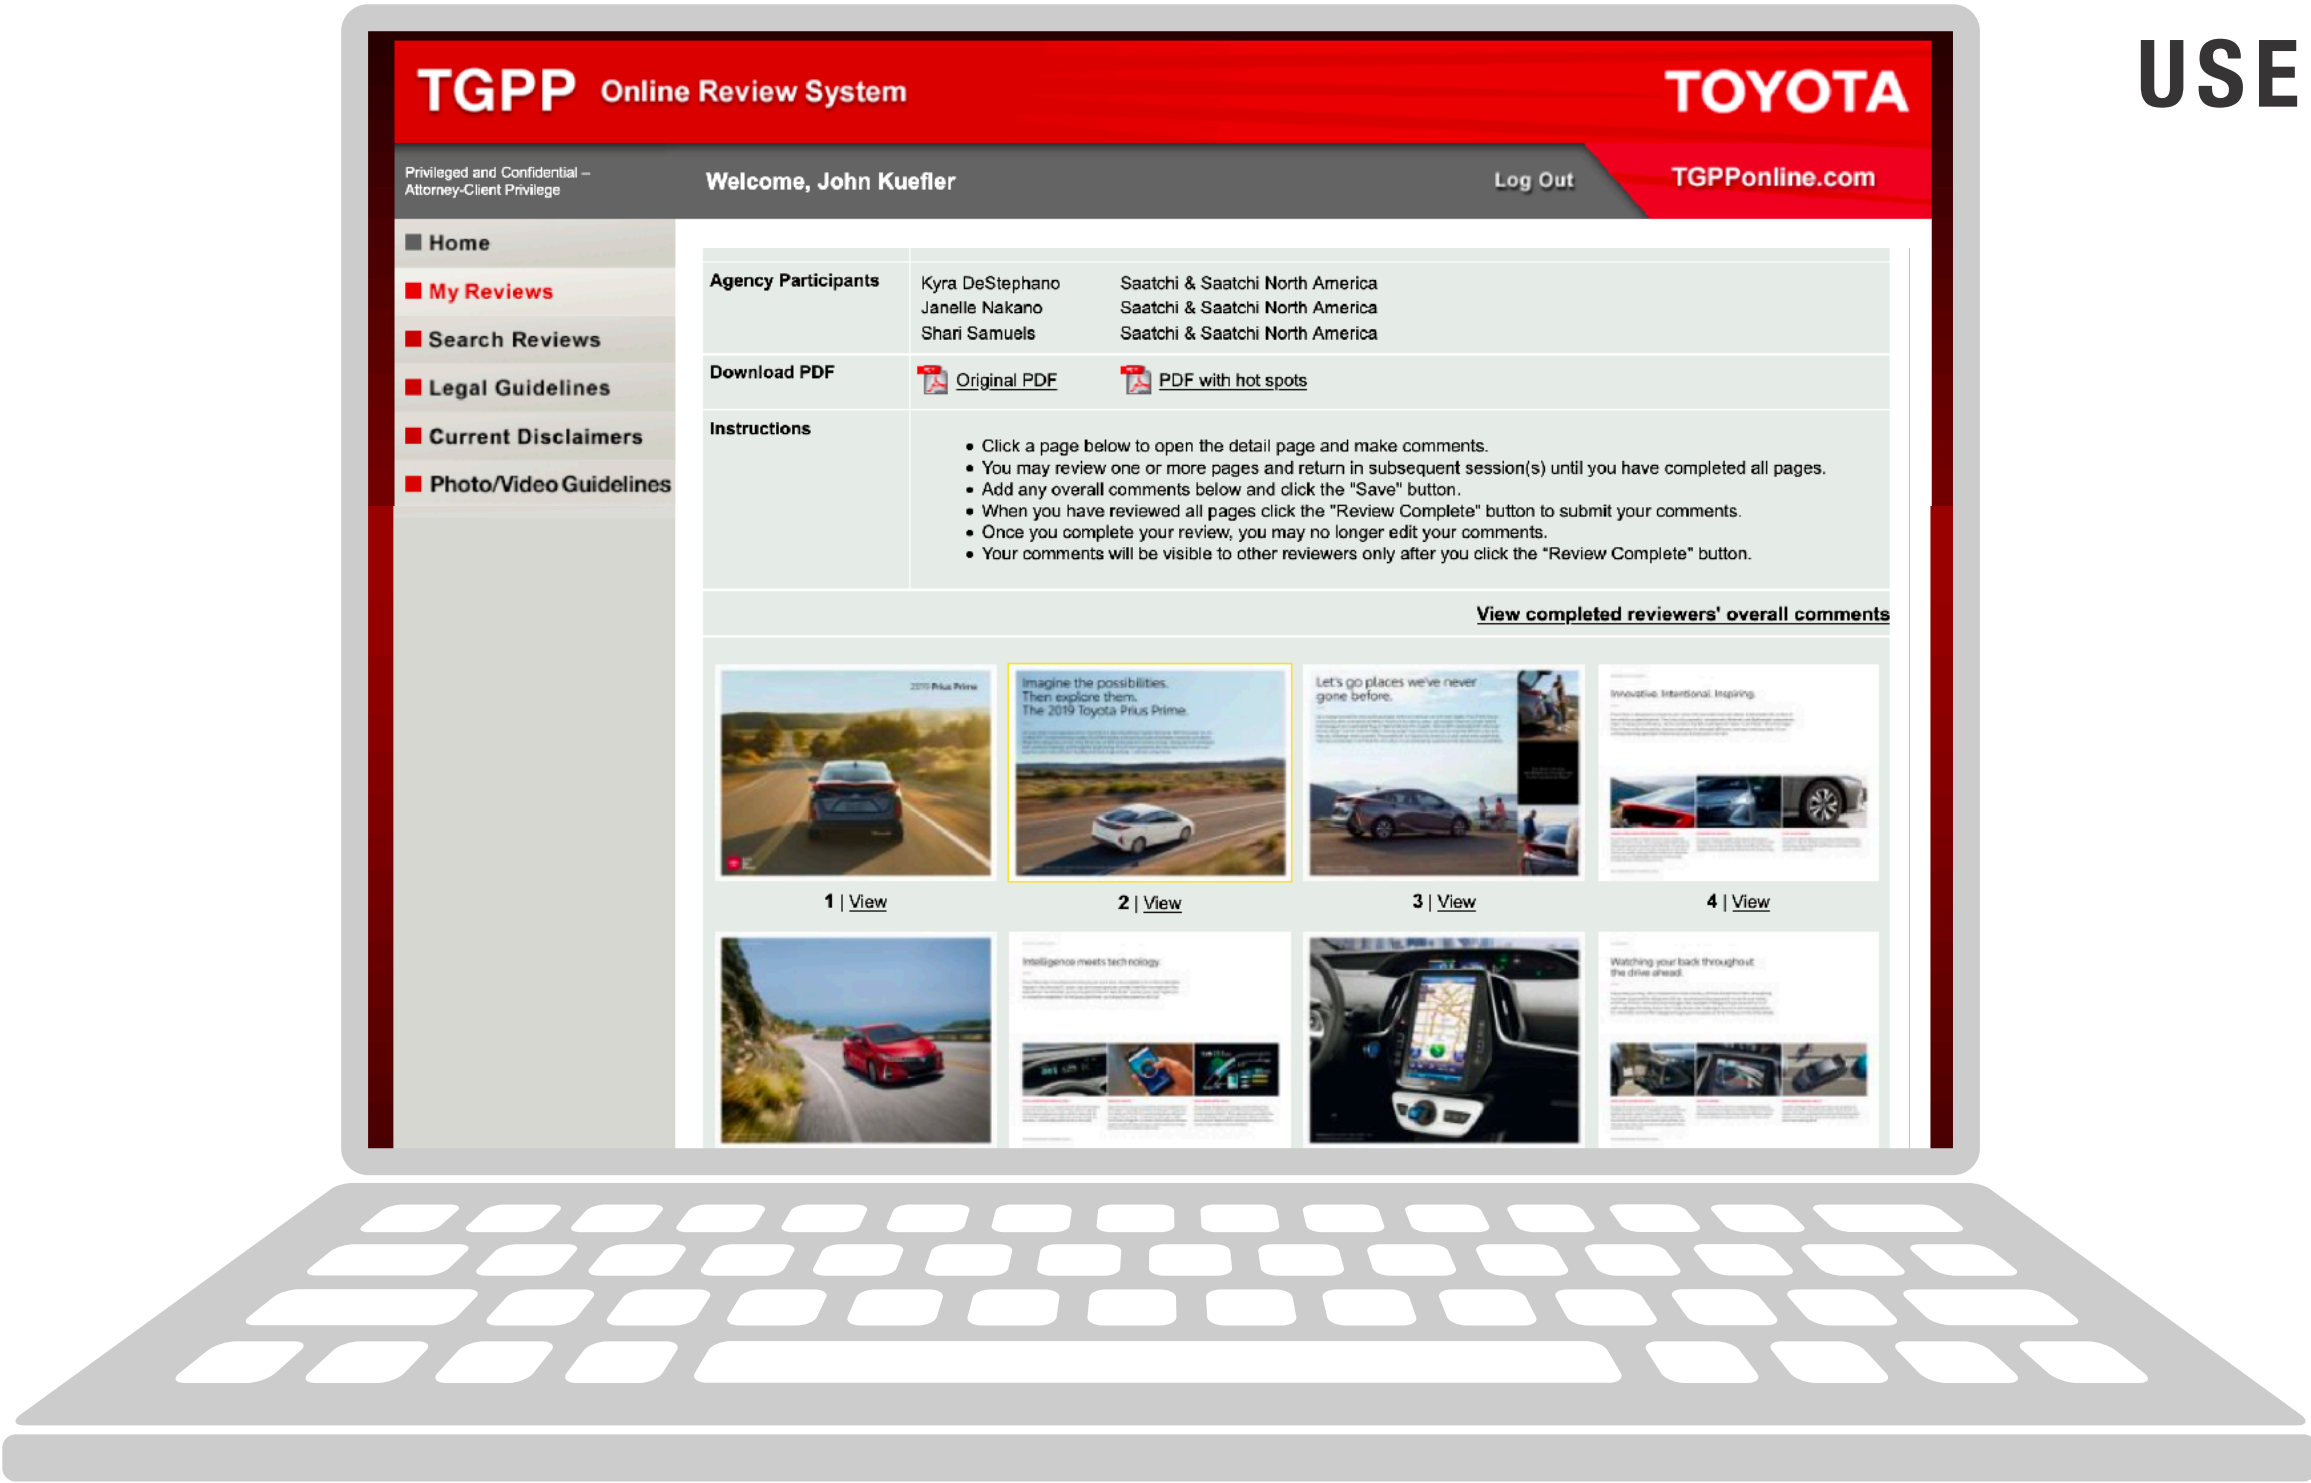 USE
TGPP Online Review System
TOYOTA
Privileged and Confidential –
Attorney-Client Privilege
Welcome, John Kuefler
Log Out
TGPPonline.com
Home
My Reviews
Search Reviews
Legal Guidelines
Current Disclaimers
Photo/Video Guidelines
Agency Participants
Kyra DeStephano Saatchi & Saatchi North America
Janelle Nakano Saatchi & Saatchi North America
Shari Samuels Saatchi & Saatchi North America
Download PDF
Original PDF
PDF with hot spots
Instructions
• Click a page below to open the detail page and make comments.
• You may review one or more pages and return in subsequent session(s) until you have completed all pages.
• Add any overall comments below and click the "Save" button.
• When you have reviewed all pages click the "Review Complete" button to submit your comments.
• Once you complete your review, you may no longer edit your comments.
• Your comments will be visible to other reviewers only after you click the "Review Complete" button.
View completed reviewers' overall comments
2019 Prius Prime
Imagine the possibilities.
Then explore them.
The 2019 Toyota Prius Prime.
Let's go places we've never
gone before.
Innovative. Intentional. Inspiring.
1 | View
2 | View
3 | View
4 | View
Intelligence meets technology.
Watching your back throughout
the drive ahead.